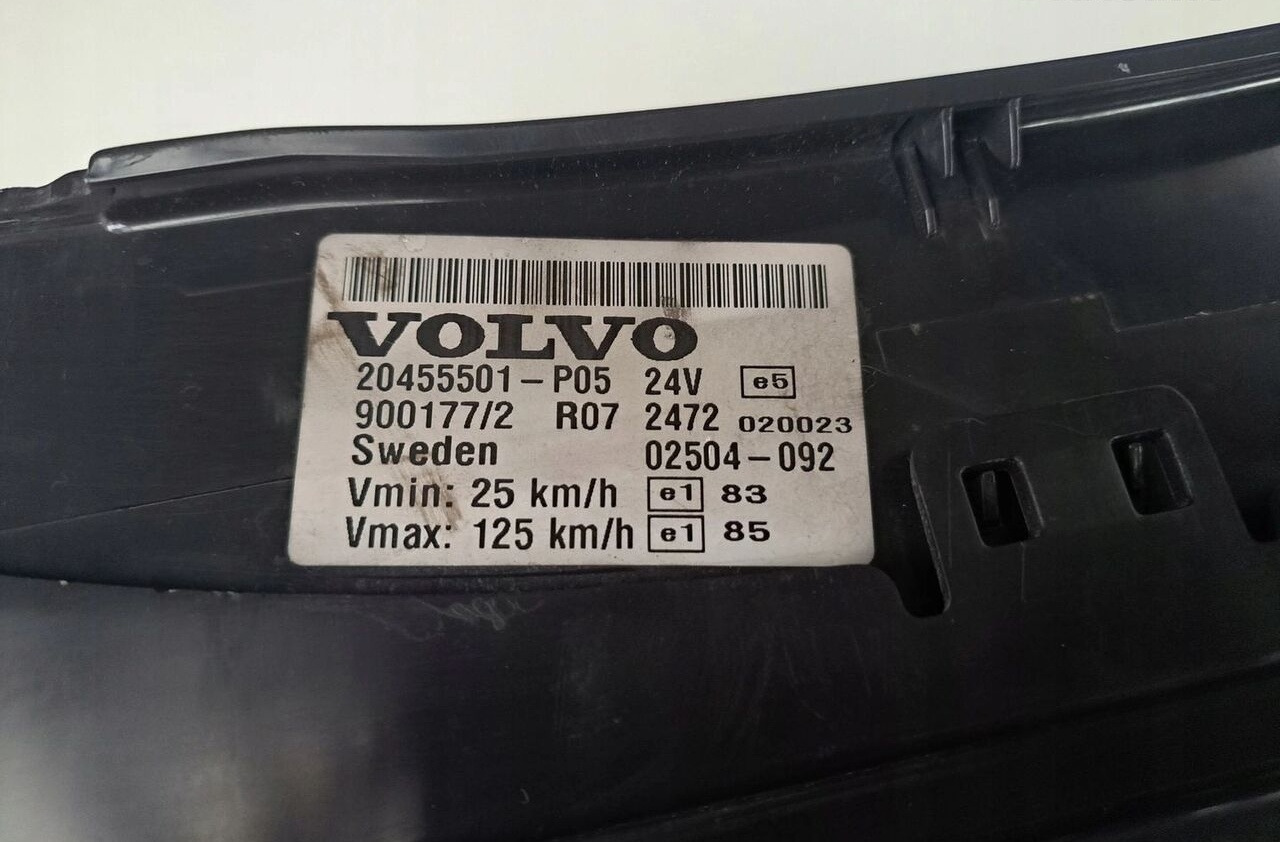 VOLVO
20455501-P05 24V e5
900177/2 R07 2472 020023
Sweden 02504-092
Vmin: 25 km/h e1 83
Vmax: 125 km/h e1 85